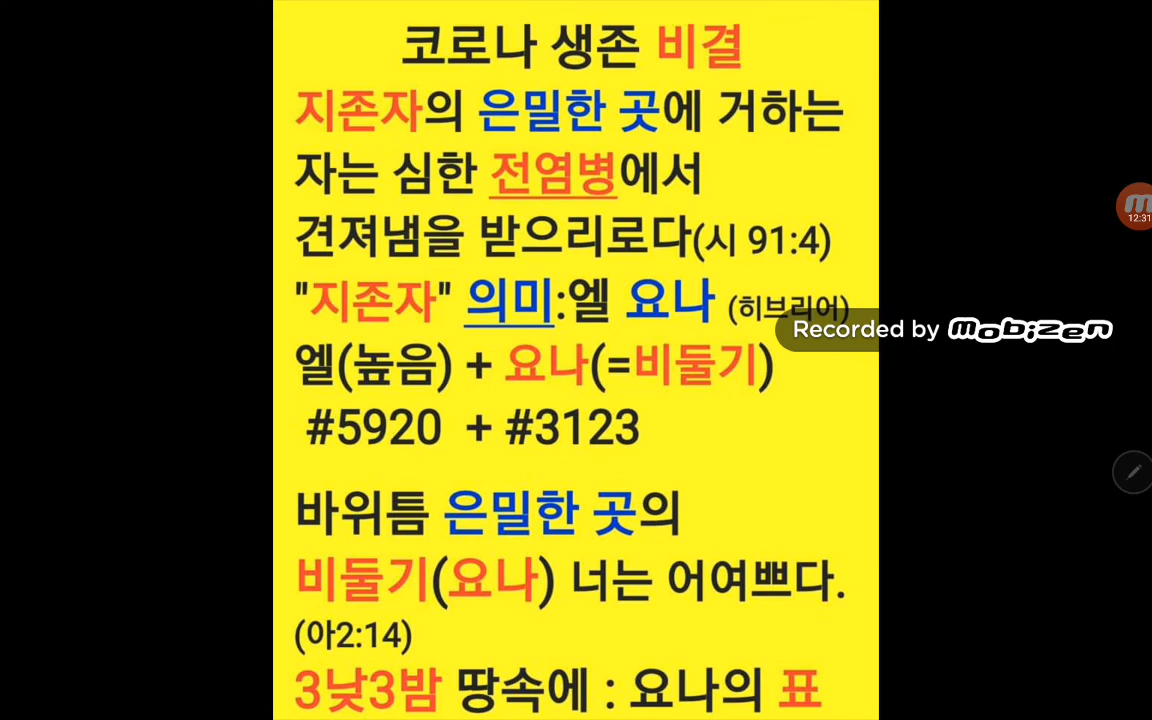 코로나 생존 비결
지존자의 은밀한 곳에 거하는
자는 심한 전염병에서
견져냄을 받으리로다(시 91:4)
"지존자" 의미:엘 요나 (히브리어)
Recorded by mobizen
엘(높음) + 요나(=비둘기)
#5920 + #3123
바위틈 은밀한 곳의
비둘기(요나) 너는 어여쁘다.
(아2:14)
3낮3밤 땅속에 : 요나의 표
12:31